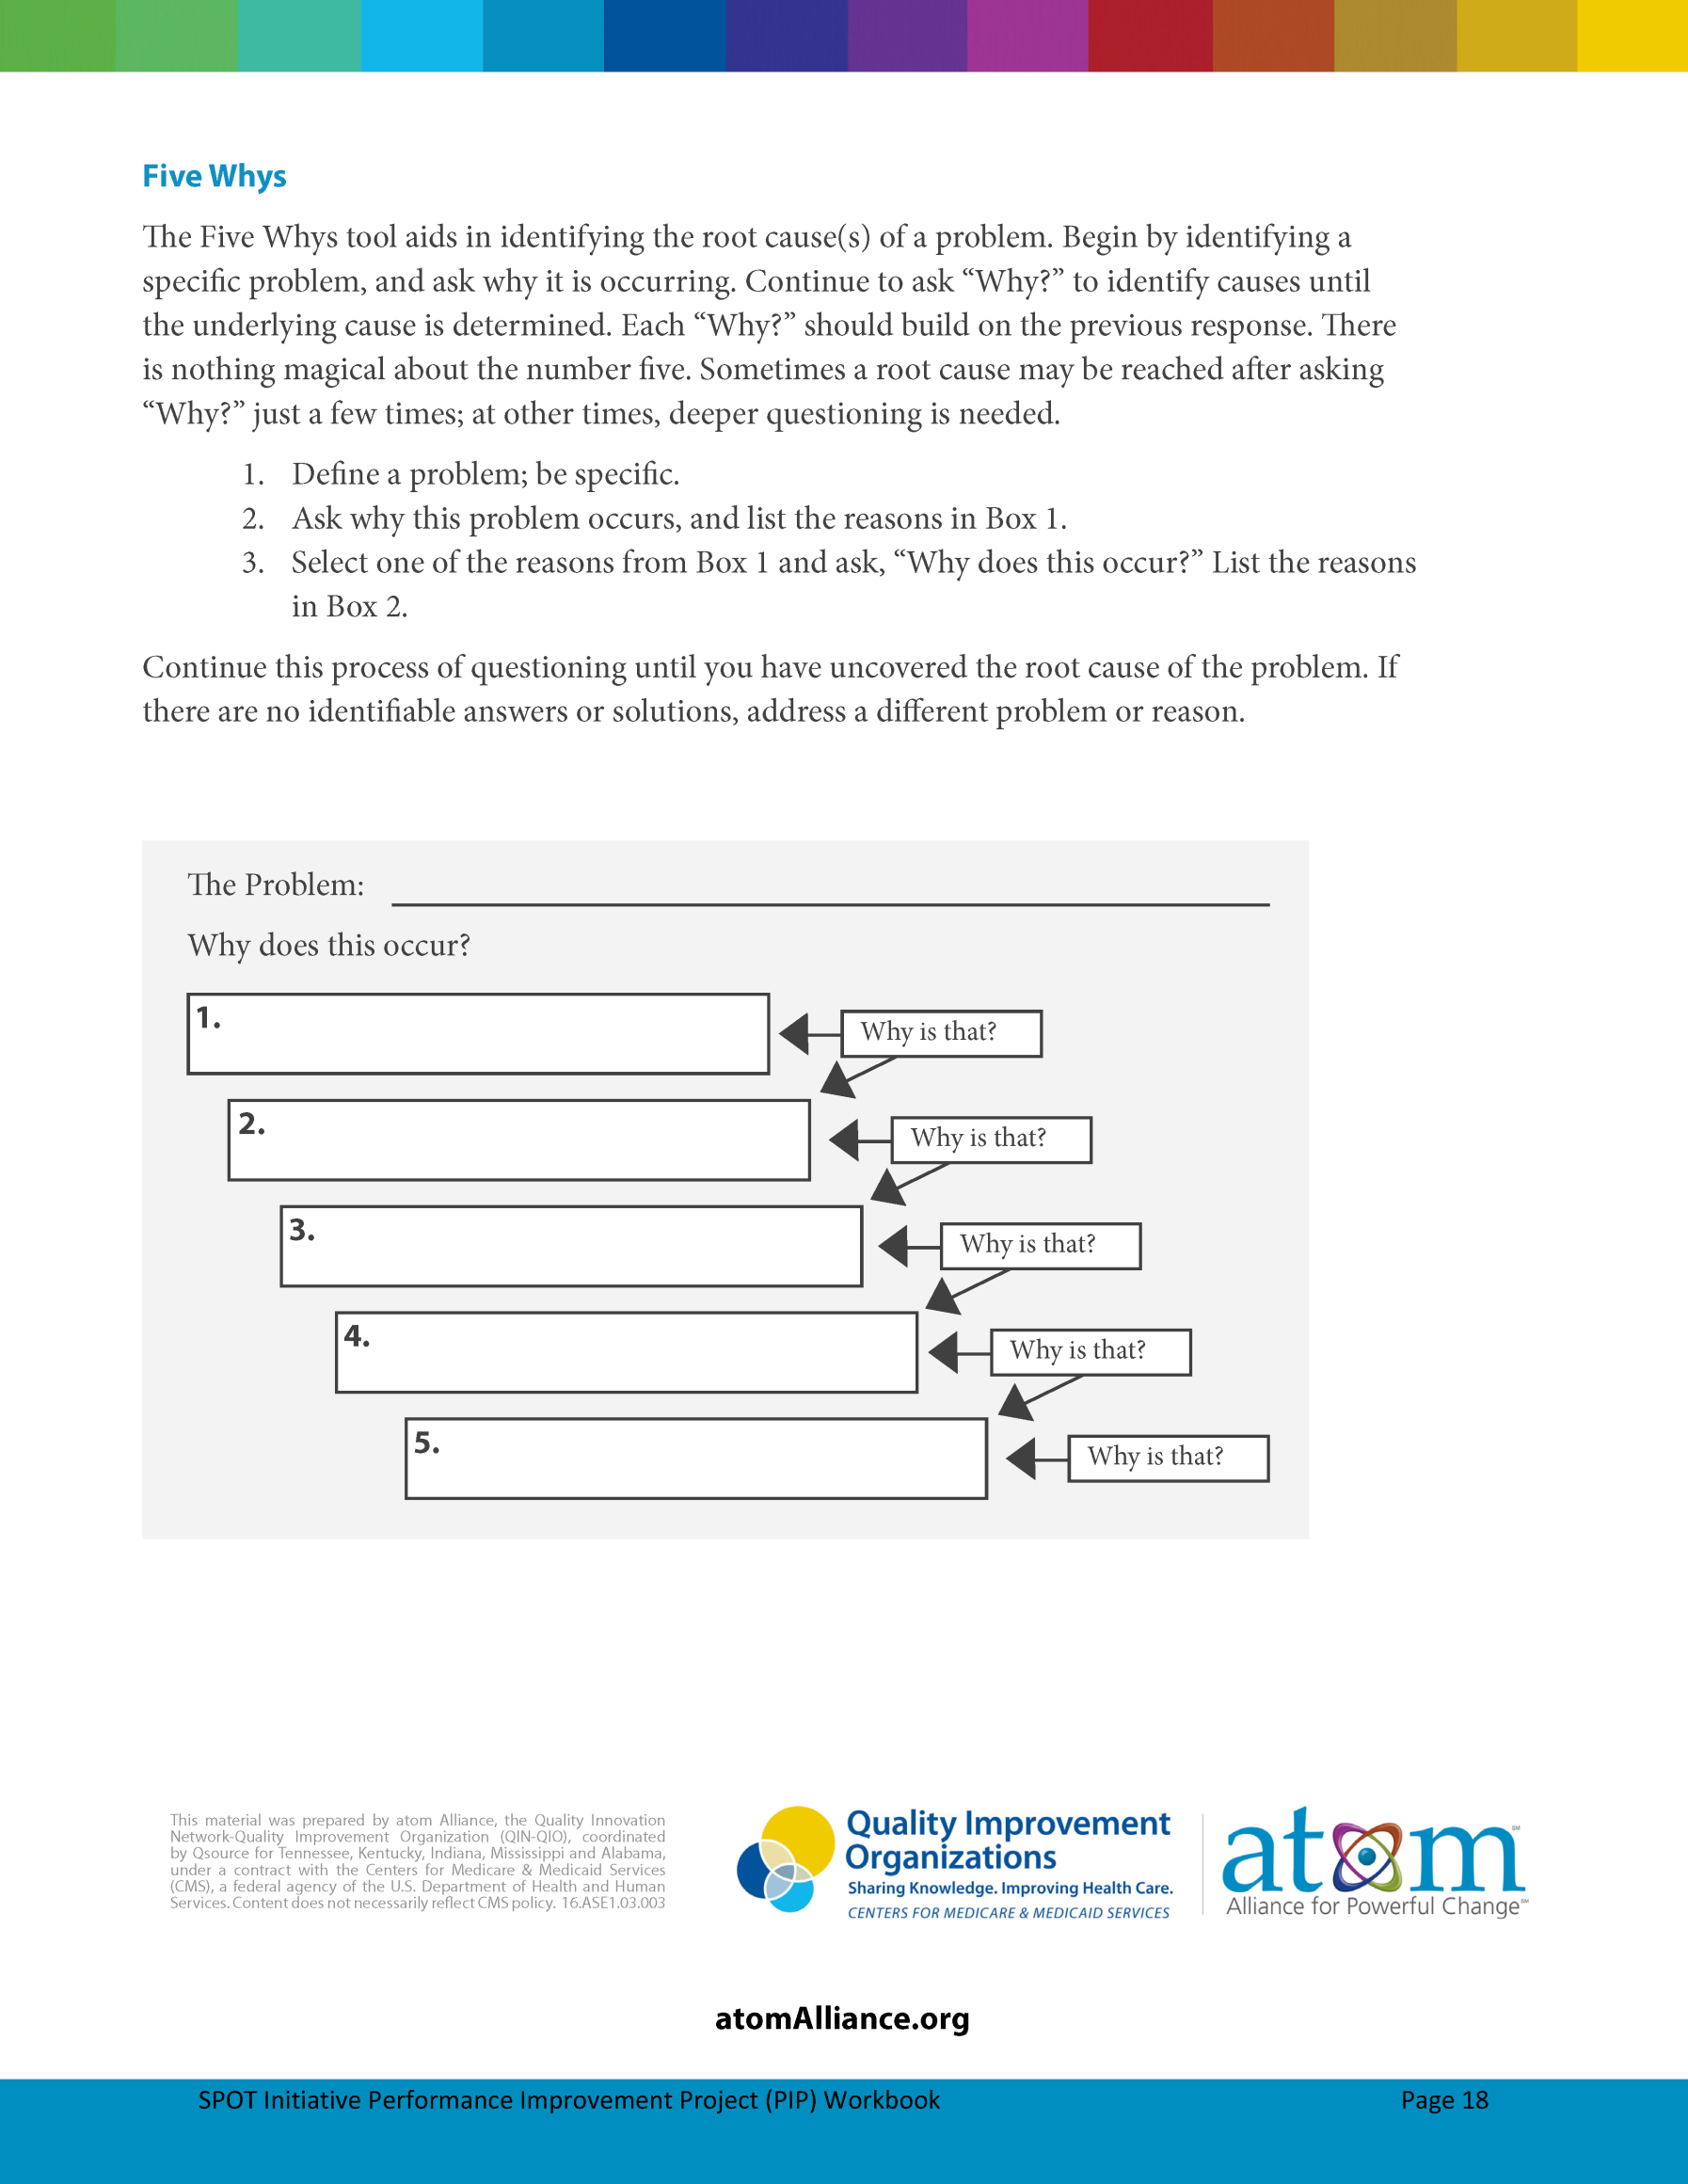 Five Whys
The Five Whys tool aids in identifying the root cause(s) of a problem. Begin by identifying a
specific problem, and ask why it is occurring. Continue to ask “Why?” to identify causes until
the underlying cause is determined. Each “Why?” should build on the previous response. There
is nothing magical about the number five. Sometimes a root cause may be reached after asking
“Why?” just a few times; at other times, deeper questioning is needed.
1. Define a problem; be specific.
2. Ask why this problem occurs, and list the reasons in Box 1.
3. Select one of the reasons from Box 1 and ask, “Why does this occur?” List the reasons
in Box 2.
Continue this process of questioning until you have uncovered the root cause of the problem. If
there are no identifiable answers or solutions, address a different problem or reason.
The Problem:
Why does this occur?
1.
Why is that?
2.
Why is that?
3.
Why is that?
4.
Why is that?
5.
Why is that?
This material was prepared by atom Alliance, the Quality Innovation
Network-Quality Improvement Organization (QIN-QIO), coordinated
by Qsource for Tennessee, Kentucky, Indiana, Mississippi and Alabama,
under a contract with the Centers for Medicare & Medicaid Services
(CMS), a federal agency of the U.S. Department of Health and Human
Services. Content does not necessarily reflect CMS policy. 16.ASE1.03.003
Quality Improvement
Organizations
Sharing Knowledge. Improving Health Care.
CENTERS FOR MEDICARE & MEDICAID SERVICES
atom℠
Alliance for Powerful Change℠
atomAlliance.org
SPOT Initiative Performance Improvement Project (PIP) Workbook
Page 18